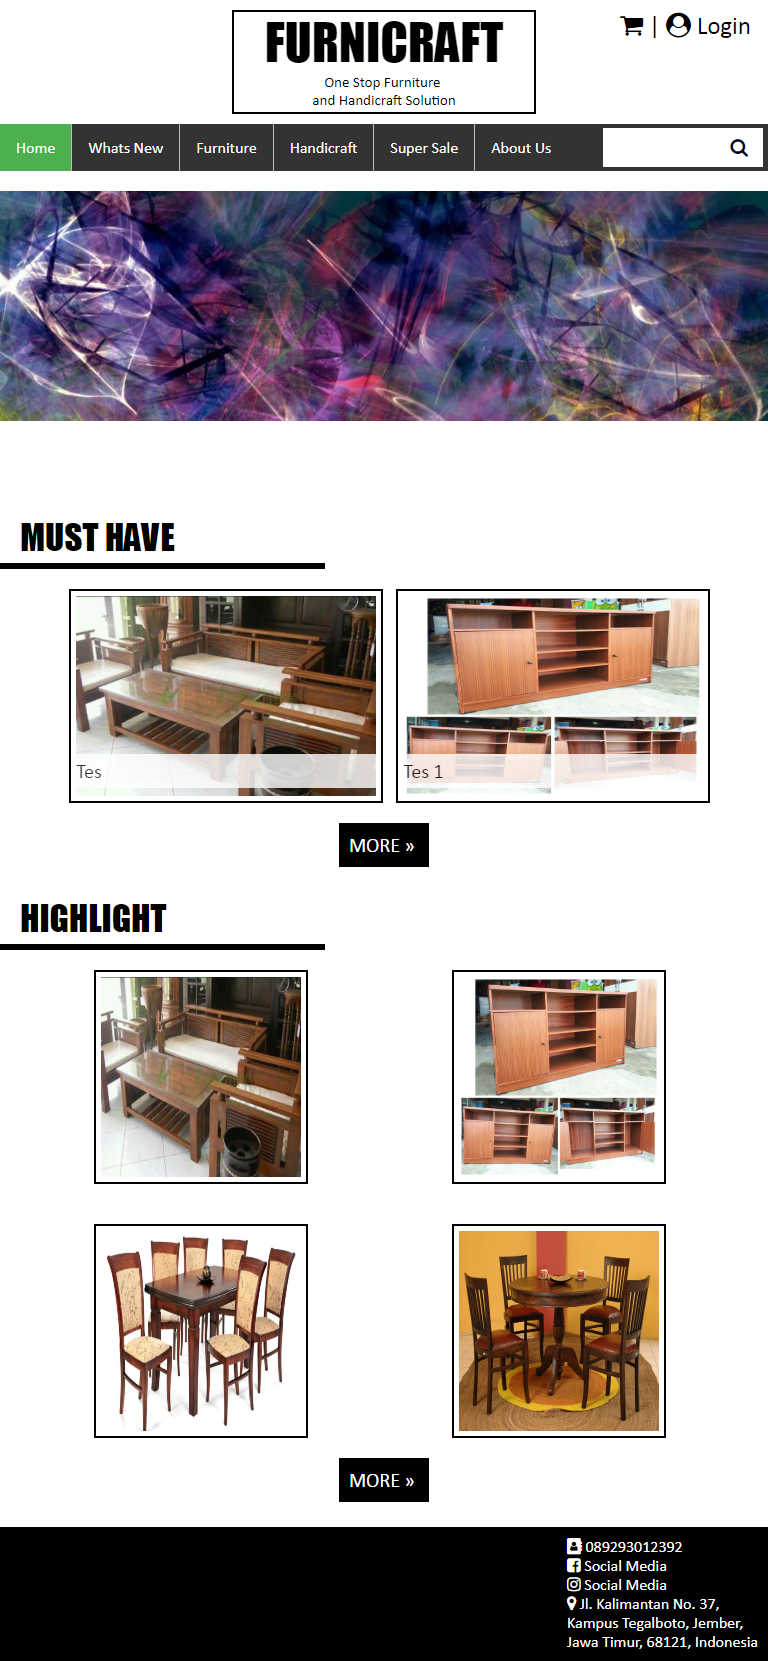 FURNICRAFT
One Stop Furniture
and Handicraft Solution
| Login
Home Whats New Furniture Handicraft Super Sale About Us
MUST HAVE
Tes
Tes 1
MORE »
HIGHLIGHT
MORE »
089293012392
Social Media
Social Media
Jl. Kalimantan No. 37,
Kampus Tegalboto, Jember,
Jawa Timur, 68121, Indonesia